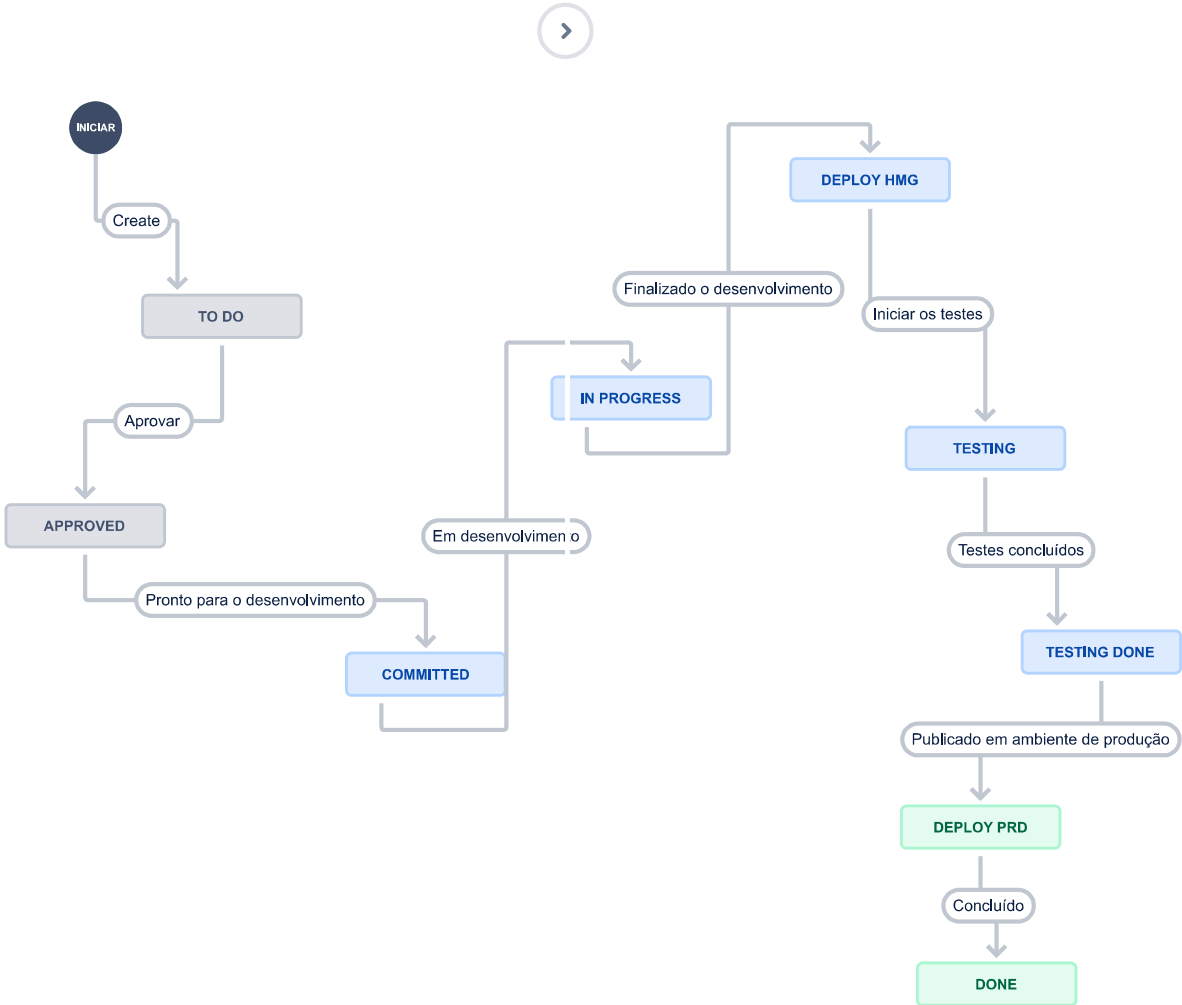 INICIAR
Create
TO DO
Aprovar
APPROVED
Pronto para o desenvolvimento
COMMITTED
Em desenvolvimento
IN PROGRESS
Finalizado o desenvolvimento
DEPLOY HMG
Iniciar os testes
TESTING
Testes concluídos
TESTING DONE
Publicado em ambiente de produção
DEPLOY PRD
Concluído
DONE